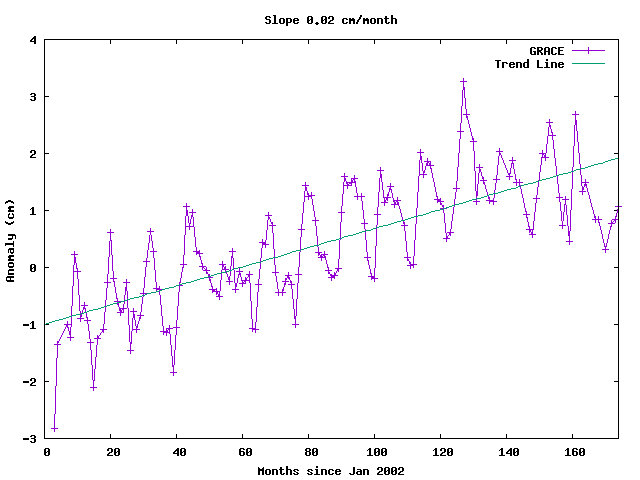 Slope 0.02 cm/month
GRACE
Trend Line
4
3
2
1
0
-1
-2
-3
Anomaly (cm)
0 20 40 60 80 100 120 140 160
Months since Jan 2002